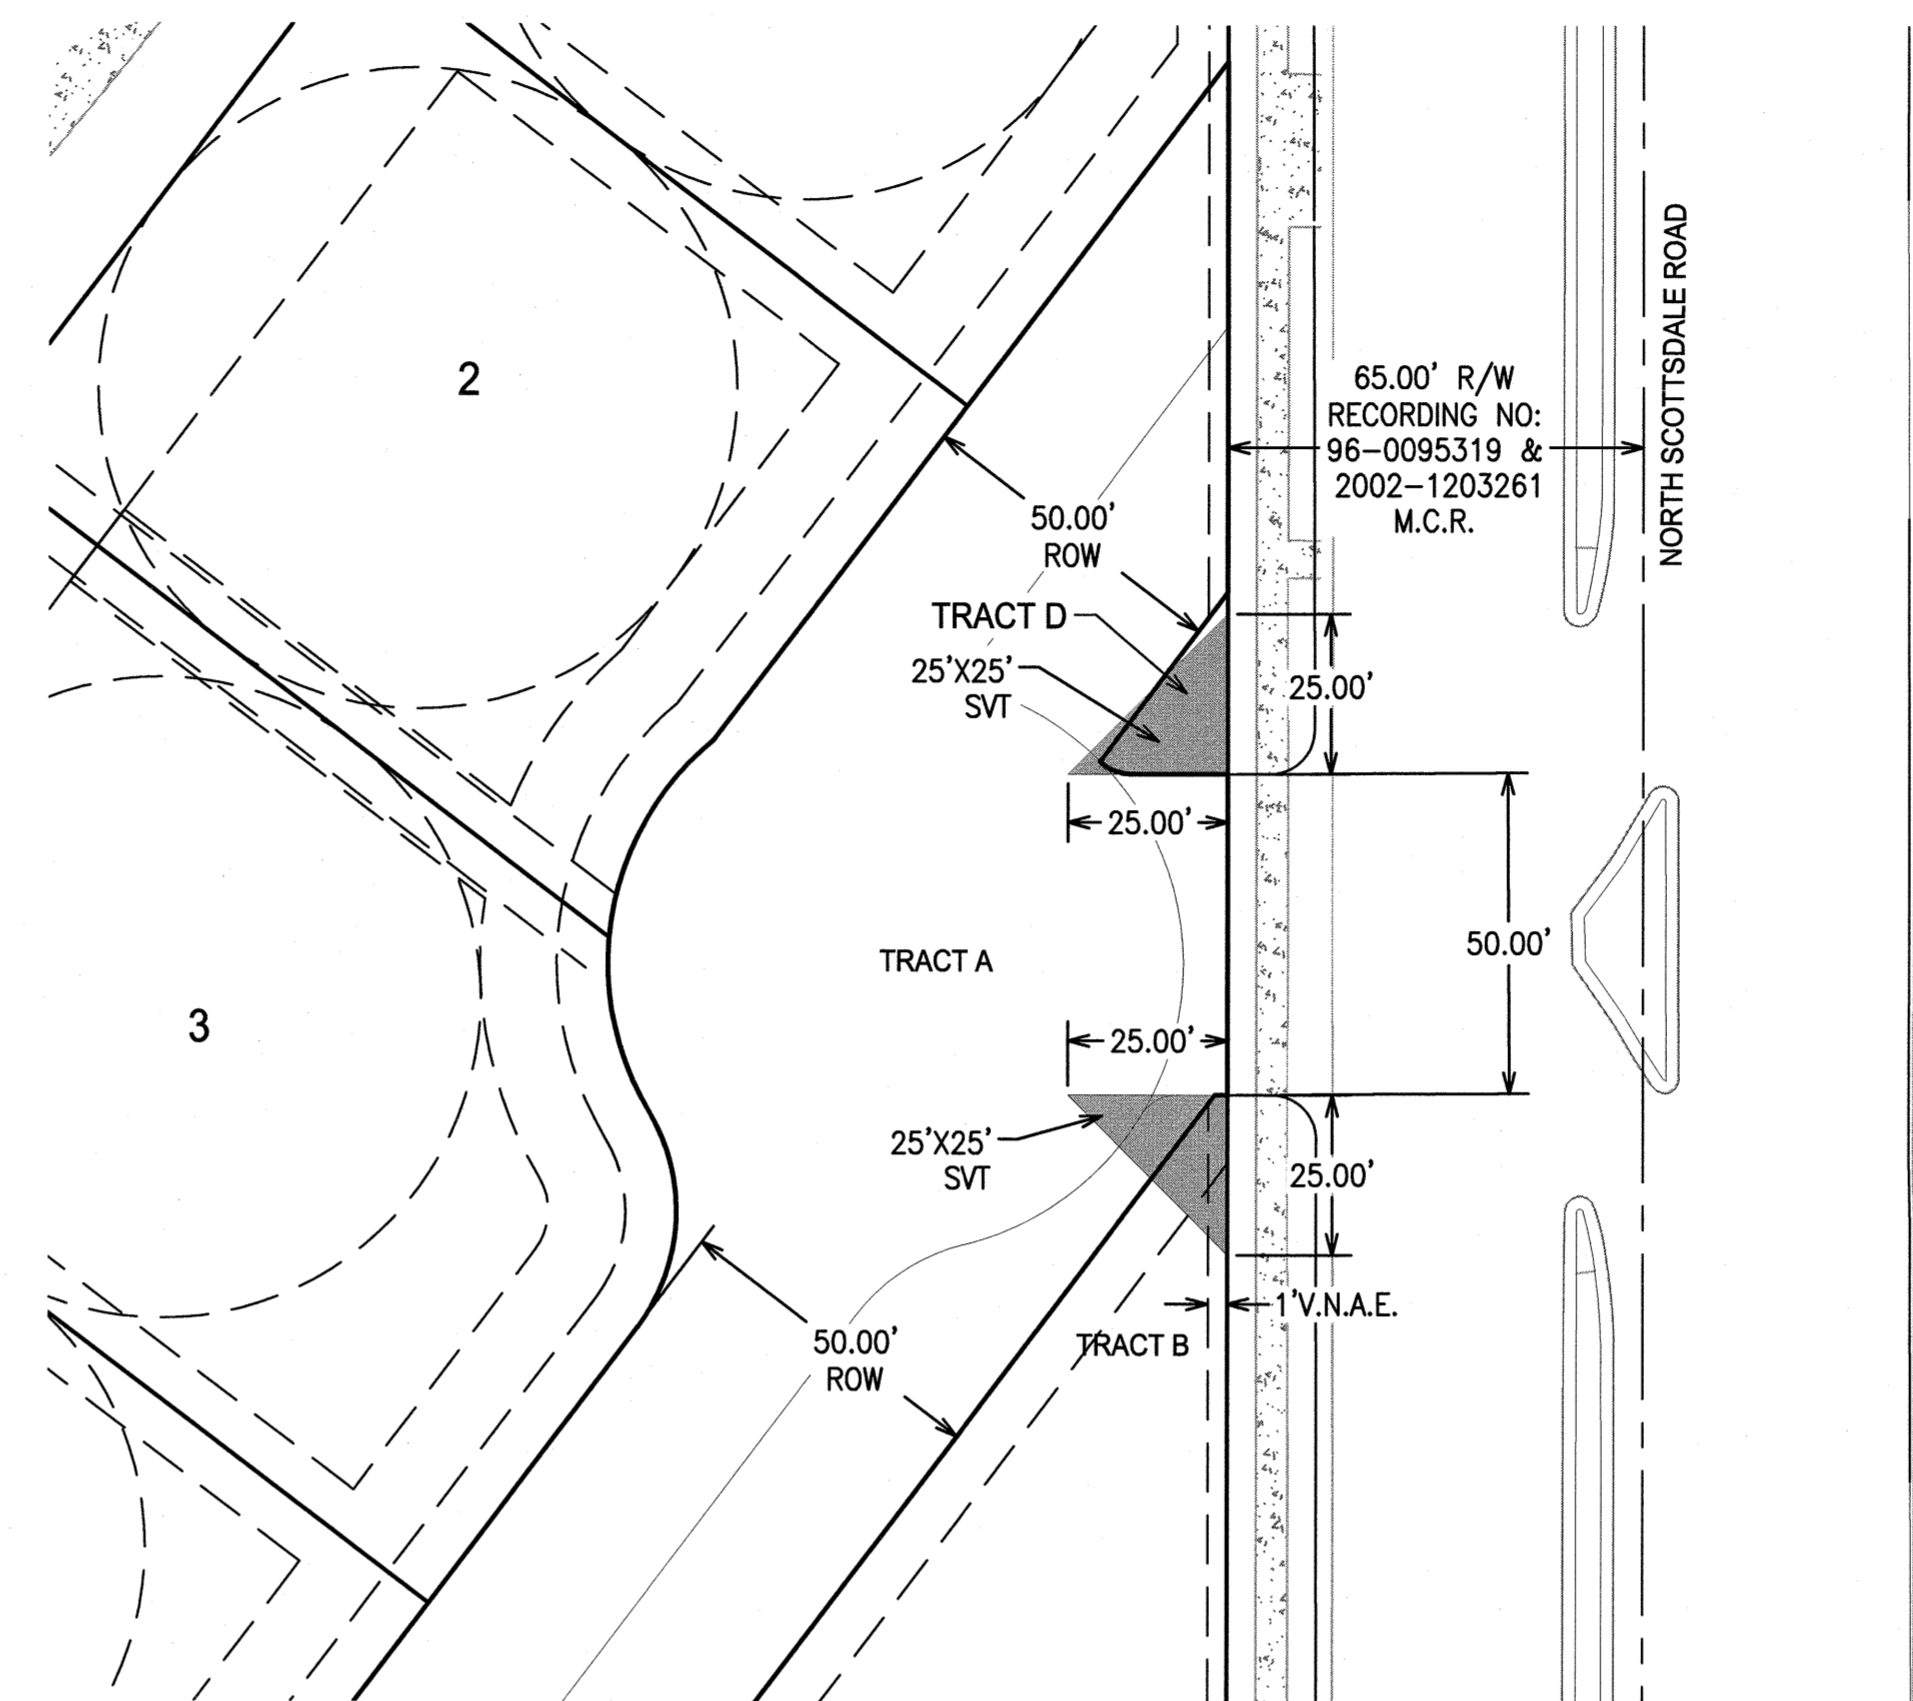 2
65.00' R/W
RECORDING NO:
96-0095319 &
2002-1203261
M.C.R.
NORTH SCOTTSDALE ROAD
50.00'
ROW
TRACT D
25'X25'
SVT
25.00'
25.00'
TRACT A
50.00'
3
25.00'
25'X25'
SVT
25.00'
1'V.N.A.E.
TRACT B
50.00'
ROW